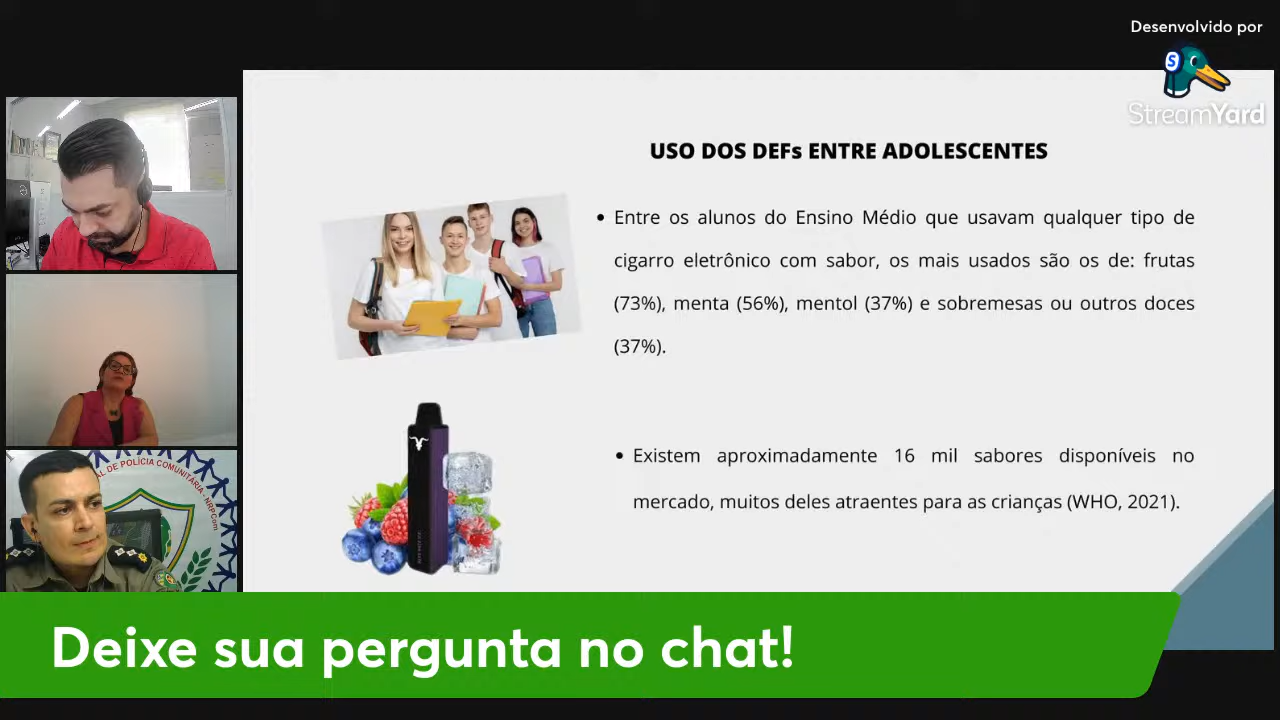 Desenvolvido por
StreamYard
USO DOS DEFs ENTRE ADOLESCENTES
• Entre os alunos do Ensino Médio que usavam qualquer tipo de
cigarro eletrônico com sabor, os mais usados são os de: frutas
(73%), menta (56%), mentol (37%) e sobremesas ou outros doces
(37%).
• Existem aproximadamente 16 mil sabores disponíveis no
mercado, muitos deles atraentes para as crianças (WHO, 2021).
AL DE POLÍCIA COMUNITÁRIA - NRPCom
Deixe sua pergunta no chat!